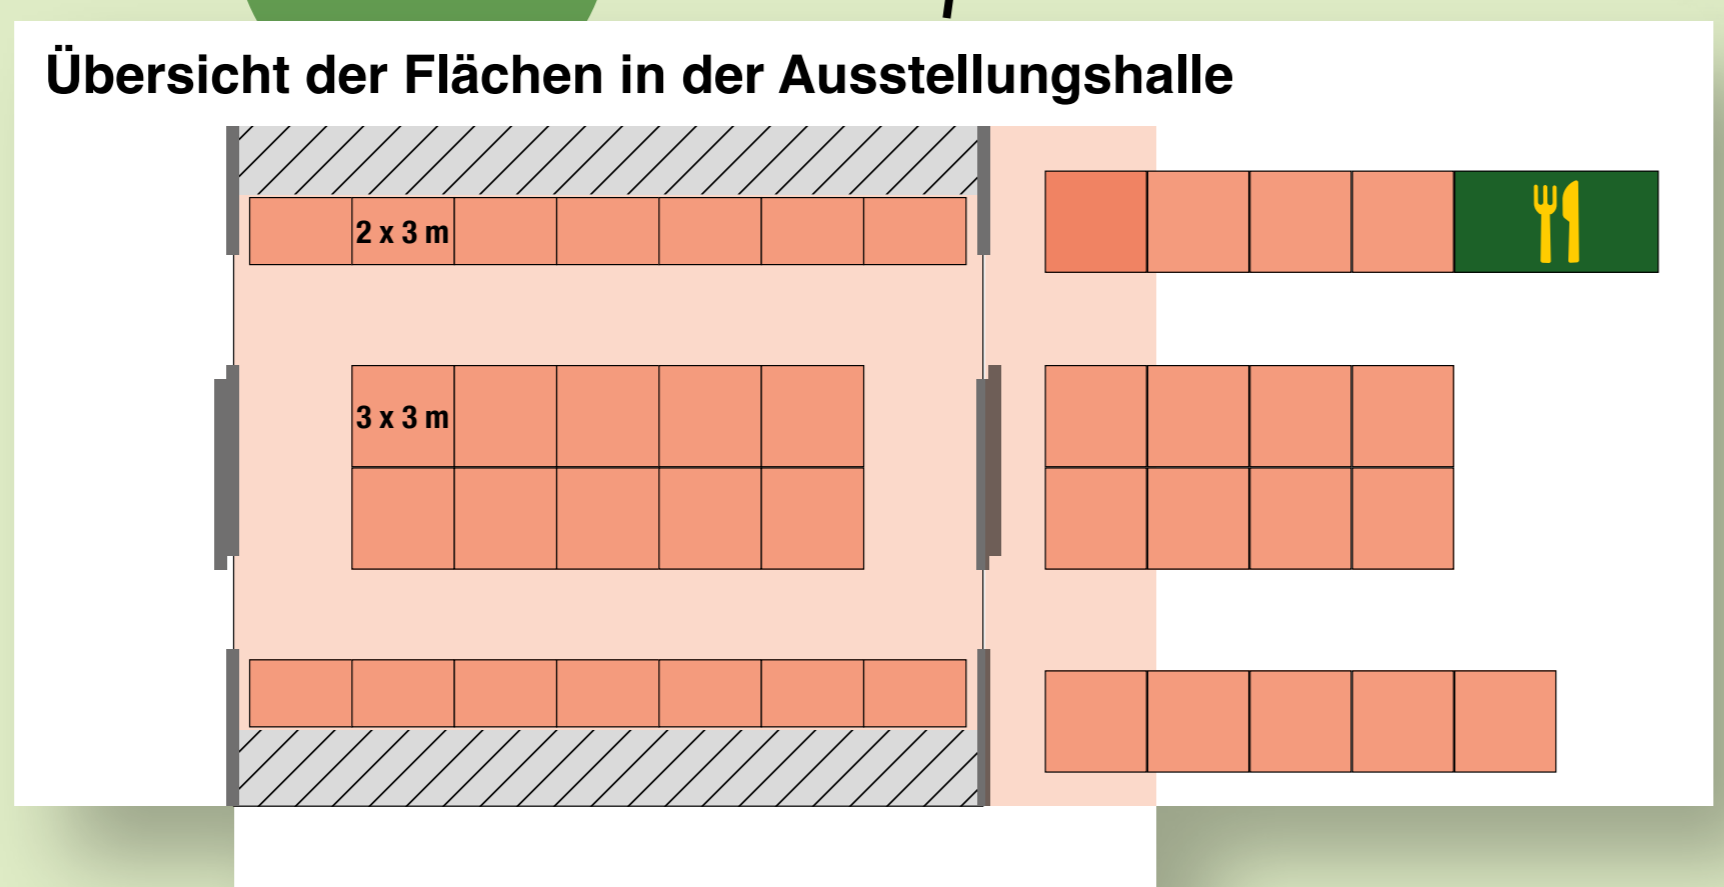 Übersicht der Flächen in der Ausstellungshalle
2 x 3 m
3 x 3 m